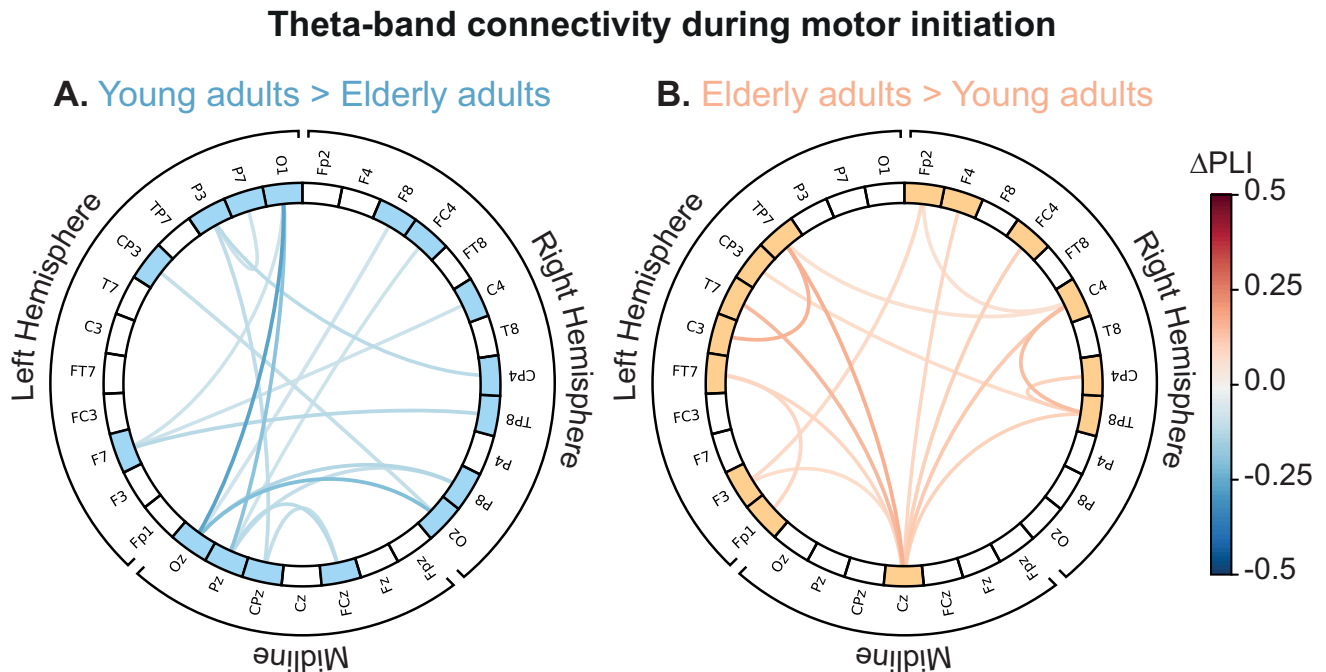 Theta-band connectivity during motor initiation
A. Young adults > Elderly adults
Left Hemisphere
Right Hemisphere
Midline
Fp2
F4
F8
FC4
FT8
C4
T8
CP4
TP8
P4
P8
O2
Fpz
Fz
FCz
Cz
CPz
Pz
Oz
Fp1
F3
F7
FC3
FT7
C3
T7
CP3
TP7
P3
P7
O1
B. Elderly adults > Young adults
Left Hemisphere
Right Hemisphere
Midline
Fp2
F4
F8
FC4
FT8
C4
T8
CP4
TP8
P4
P8
O2
Fpz
Fz
FCz
Cz
CPz
Pz
Oz
Fp1
F3
F7
FC3
FT7
C3
T7
CP3
TP7
P3
P7
O1
ΔPLI
0.5
0.25
0.0
-0.25
-0.5